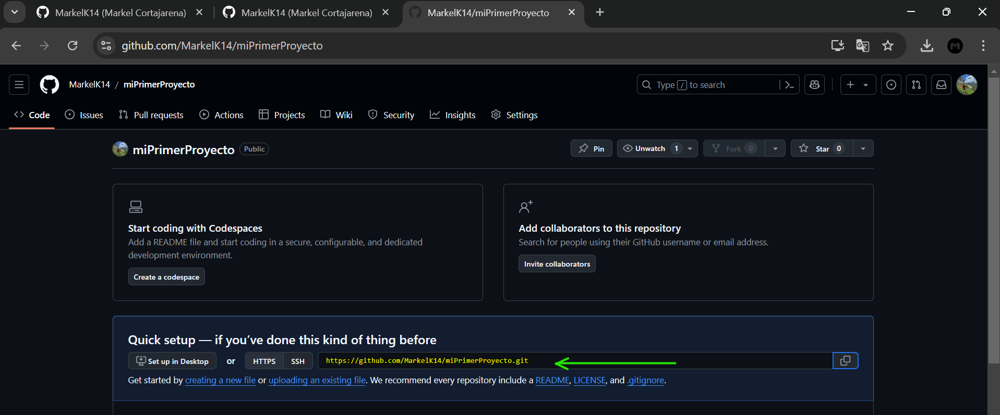 MarkelK14 (Markel Cortajarena)
MarkelK14 (Markel Cortajarena)
MarkelK14/miPrimerProyecto
github.com/MarkelK14/miPrimerProyecto
MarkelK14 / miPrimerProyecto
Type / to search
Code Issues Pull requests Actions Projects Wiki Security Insights Settings
miPrimerProyecto Public
Pin Unwatch 1 Fork 0 Star 0
Start coding with Codespaces
Add a README file and start coding in a secure, configurable, and dedicated
development environment.
Create a codespace
Add collaborators to this repository
Search for people using their GitHub username or email address.
Invite collaborators
Quick setup — if you’ve done this kind of thing before
Set up in Desktop or HTTPS SSH https://github.com/MarkelK14/miPrimerProyecto.git
Get started by creating a new file or uploading an existing file. We recommend every repository include a README, LICENSE, and .gitignore.